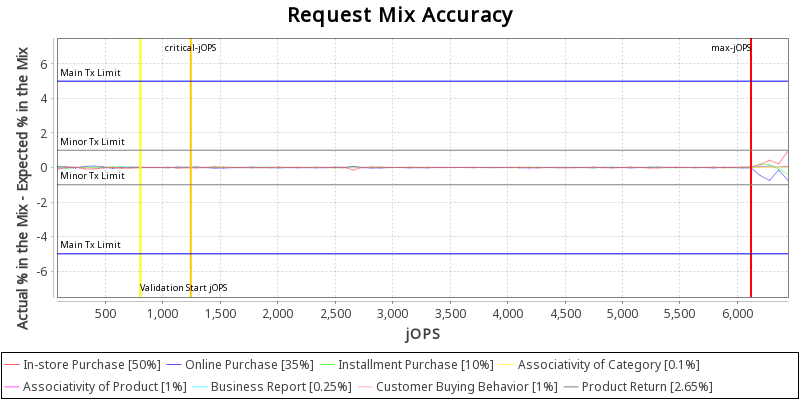 Request Mix Accuracy
critical-jOPS
max-jOPS
Main Tx Limit
Minor Tx Limit
Minor Tx Limit
Main Tx Limit
Validation Start jOPS
Actual % in the Mix - Expected % in the Mix
6
4
2
0
-2
-4
-6
500
1,000
1,500
2,000
2,500
3,000
3,500
4,000
4,500
5,000
5,500
6,000
jOPS
In-store Purchase [50%] Online Purchase [35%] Installment Purchase [10%] Associativity of Category [0.1%]
Associativity of Product [1%] Business Report [0.25%] Customer Buying Behavior [1%] Product Return [2.65%]